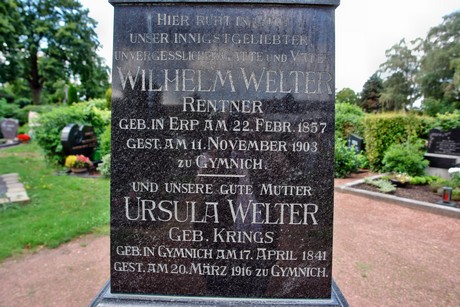 HIER RUHT IN GOTT
UNSER INNIGSTGELIEBTER
UNVERGESSLICHER GATTE UND VATER
WILHELM WELTER
RENTNER
GEB. IN ERP AM 22. FEBR. 1857
GEST. AM 11. NOVEMBER 1903
ZU GYMNICH.
UND UNSERE GUTE MUTTER
URSULA WELTER
GEB. KRINGS
GEB. IN GYMNICH AM 17. APRIL 1841
GEST. AM 20. MÄRZ 1916 ZU GYMNICH.